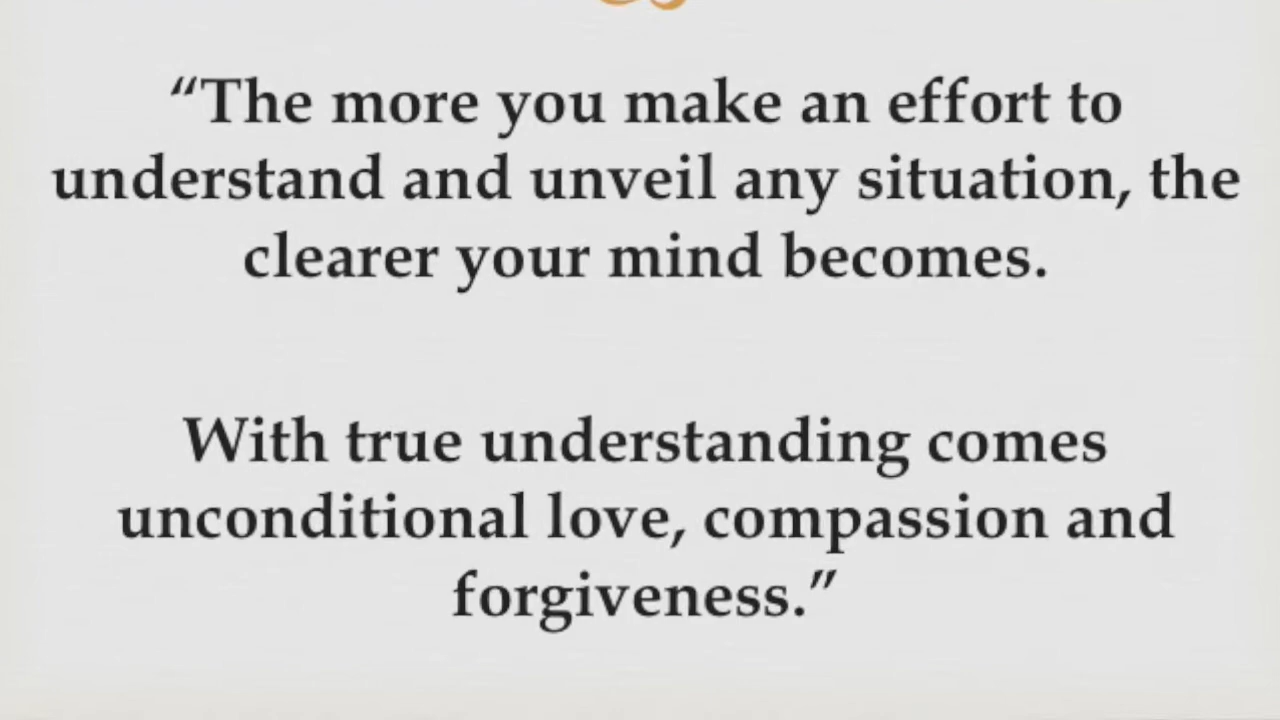 “The more you make an effort to
understand and unveil any situation, the
clearer your mind becomes.
With true understanding comes
unconditional love, compassion and
forgiveness.”